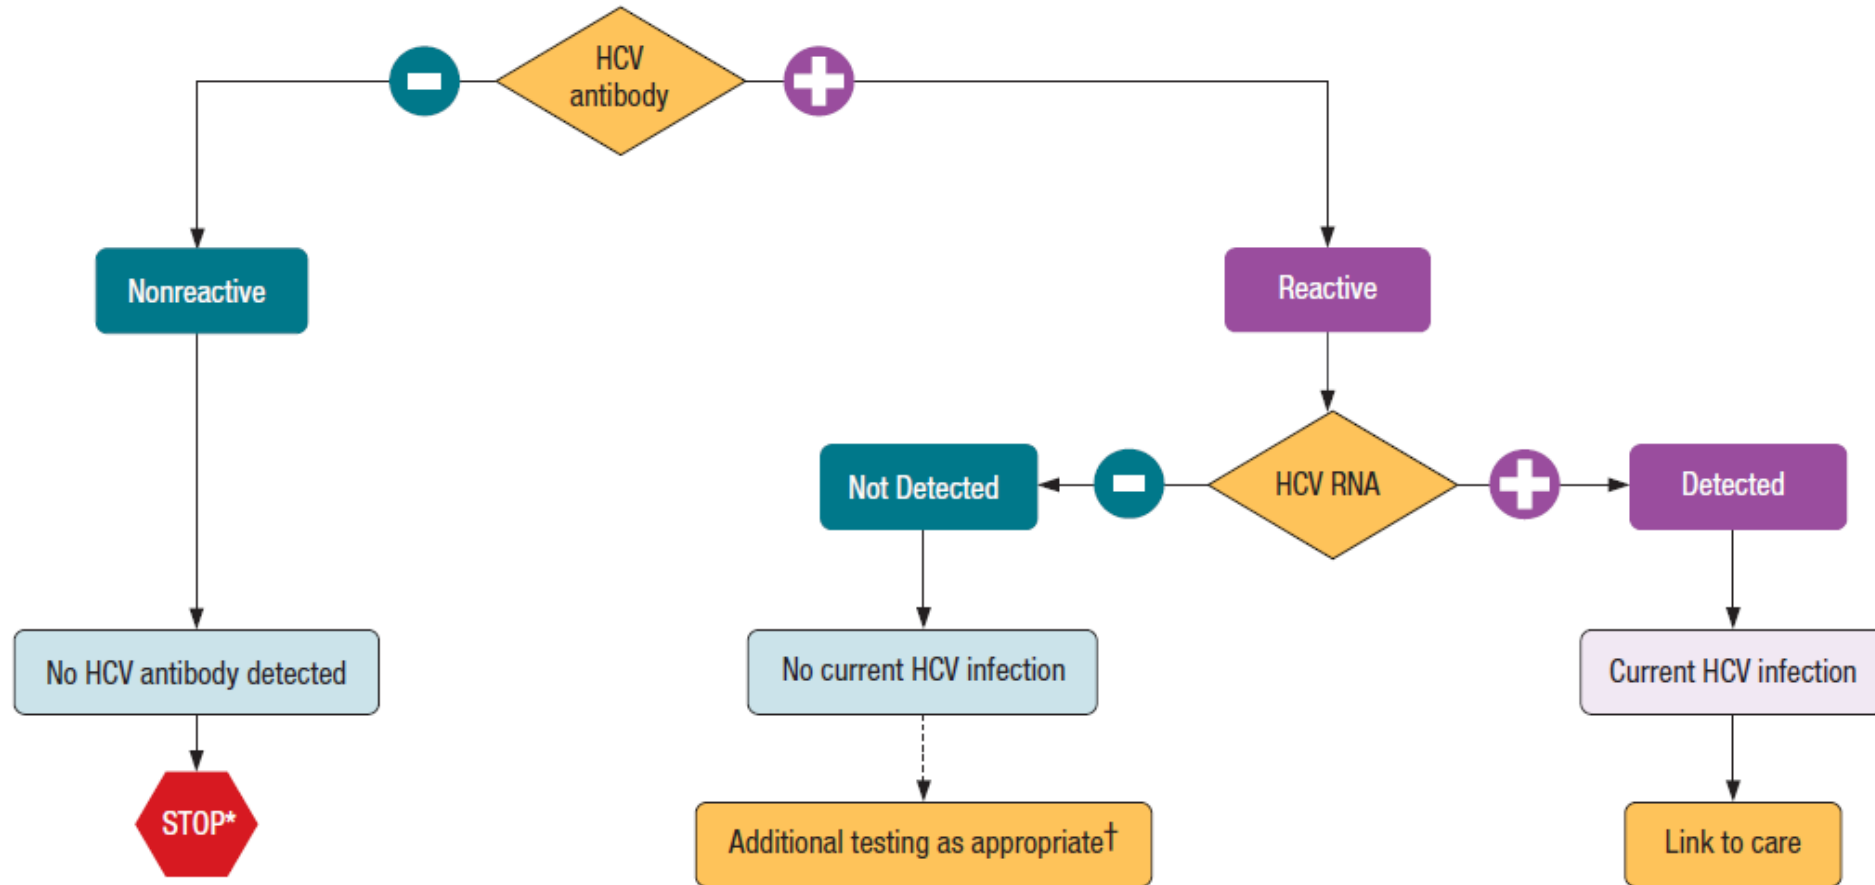 HCV
antibody
Nonreactive
Reactive
Not Detected
HCV RNA
Detected
No HCV antibody detected
No current HCV infection
Current HCV infection
STOP*
Additional testing as appropriate†
Link to care